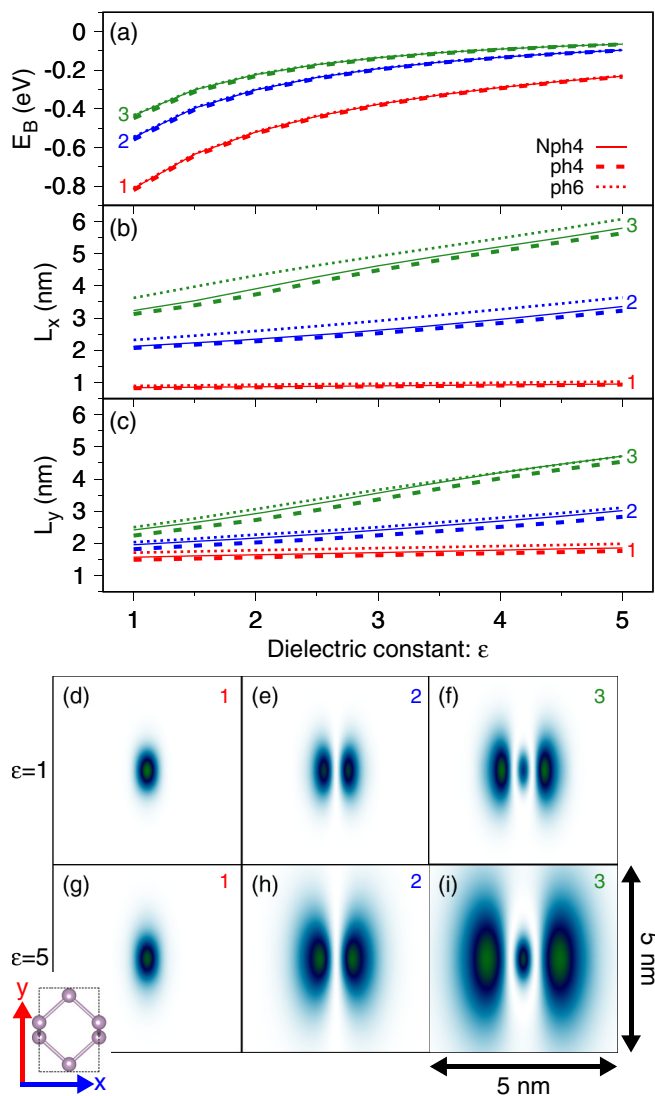 (a)
E_B (eV)
0
-0.2
-0.4
-0.6
-0.8
3
2
1
Nph4
ph4
ph6
(b)
L_x (nm)
6
5
4
3
2
1
3
2
1
(c)
L_y (nm)
6
5
4
3
2
1
3
2
1
1 2 3 4 5
Dielectric constant: ε
(d) 1 (e) 2 (f) 3
ε=1
(g) 1 (h) 2 (i) 3
ε=5
5 nm
y
x
5 nm